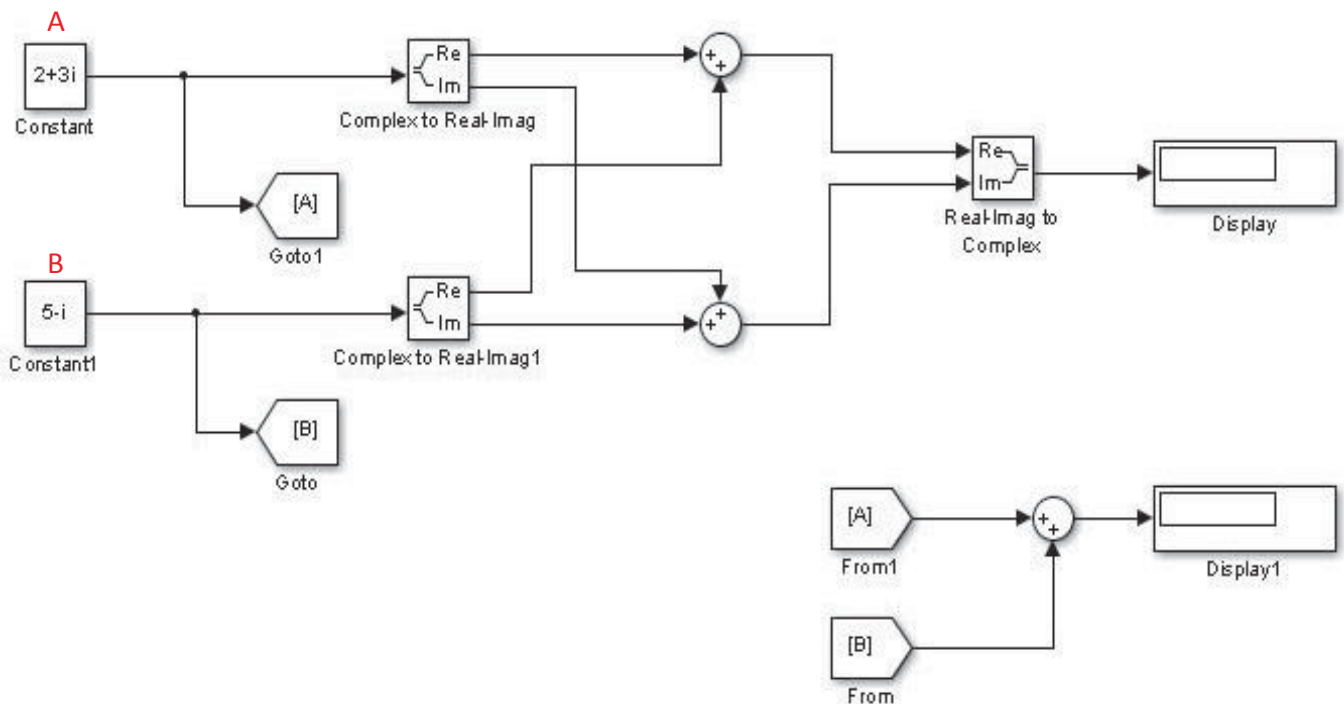 A
2+3i
Constant
Re
Im
Complex to Real-Imag
+
+
[A]
Goto1
Re
Im
Real-Imag to
Complex
Display
B
5-i
Constant1
Re
Im
Complex to Real-Imag1
+
+
[B]
Goto
[A]
From1
+
+
Display1
[B]
From